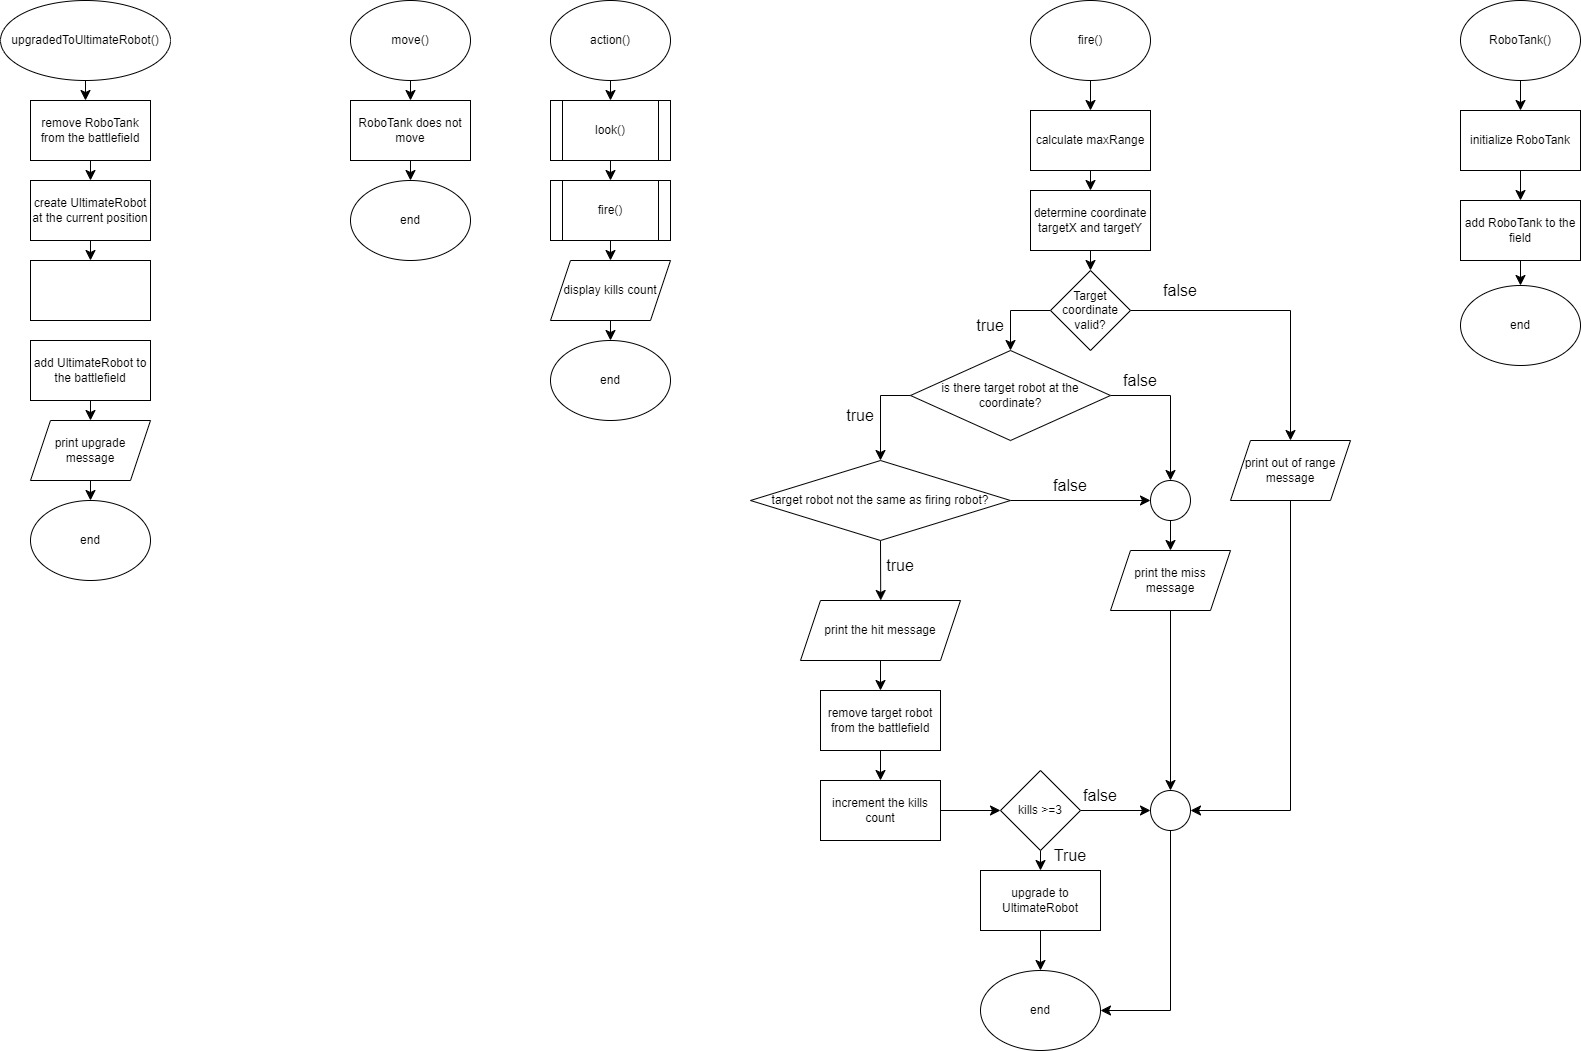 upgradedToUltimateRobot()
remove RoboTank
from the battlefield
create UltimateRobot
at the current position
add UltimateRobot to
the battlefield
print upgrade
message
end
move()
RoboTank does not
move
end
action()
look()
fire()
display kills count
end
fire()
calculate maxRange
determine coordinate
targetX and targetY
Target
coordinate
valid?
true
false
is there target robot at the
coordinate?
true
false
target robot not the same as firing robot?
false
true
print out of range
message
print the miss
message
print the hit message
remove target robot
from the battlefield
increment the kills
count
kills >=3
false
True
upgrade to
UltimateRobot
end
RoboTank()
initialize RoboTank
add RoboTank to the
field
end